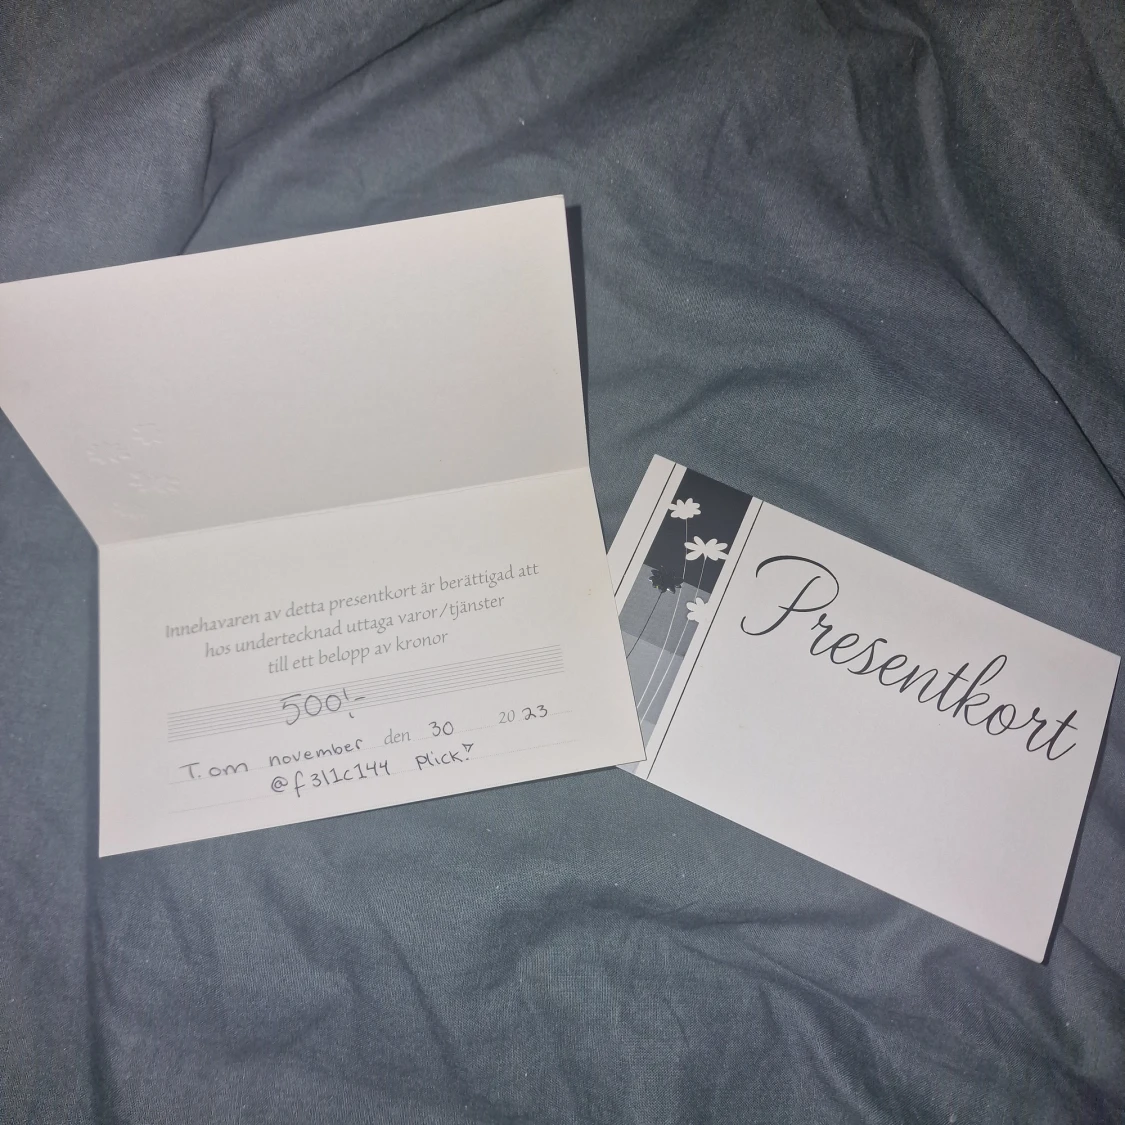 Innehavaren av detta presentkort är berättigad att
hos undertecknad uttaga varor/tjänster
till ett belopp av kronor
500:-
T.om november den 30 2023
@f3l1c144 plick!
Presentkort